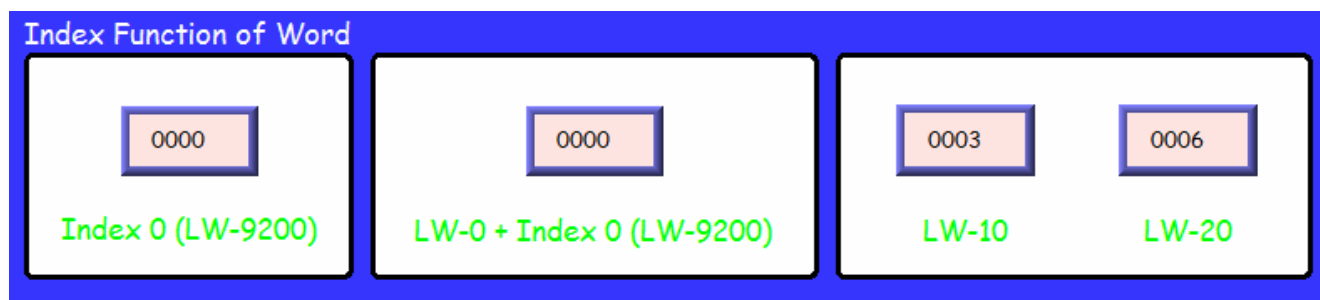 Index Function of Word
0000
Index 0 (LW-9200)
0000
LW-0 + Index 0 (LW-9200)
0003
0006
LW-10
LW-20